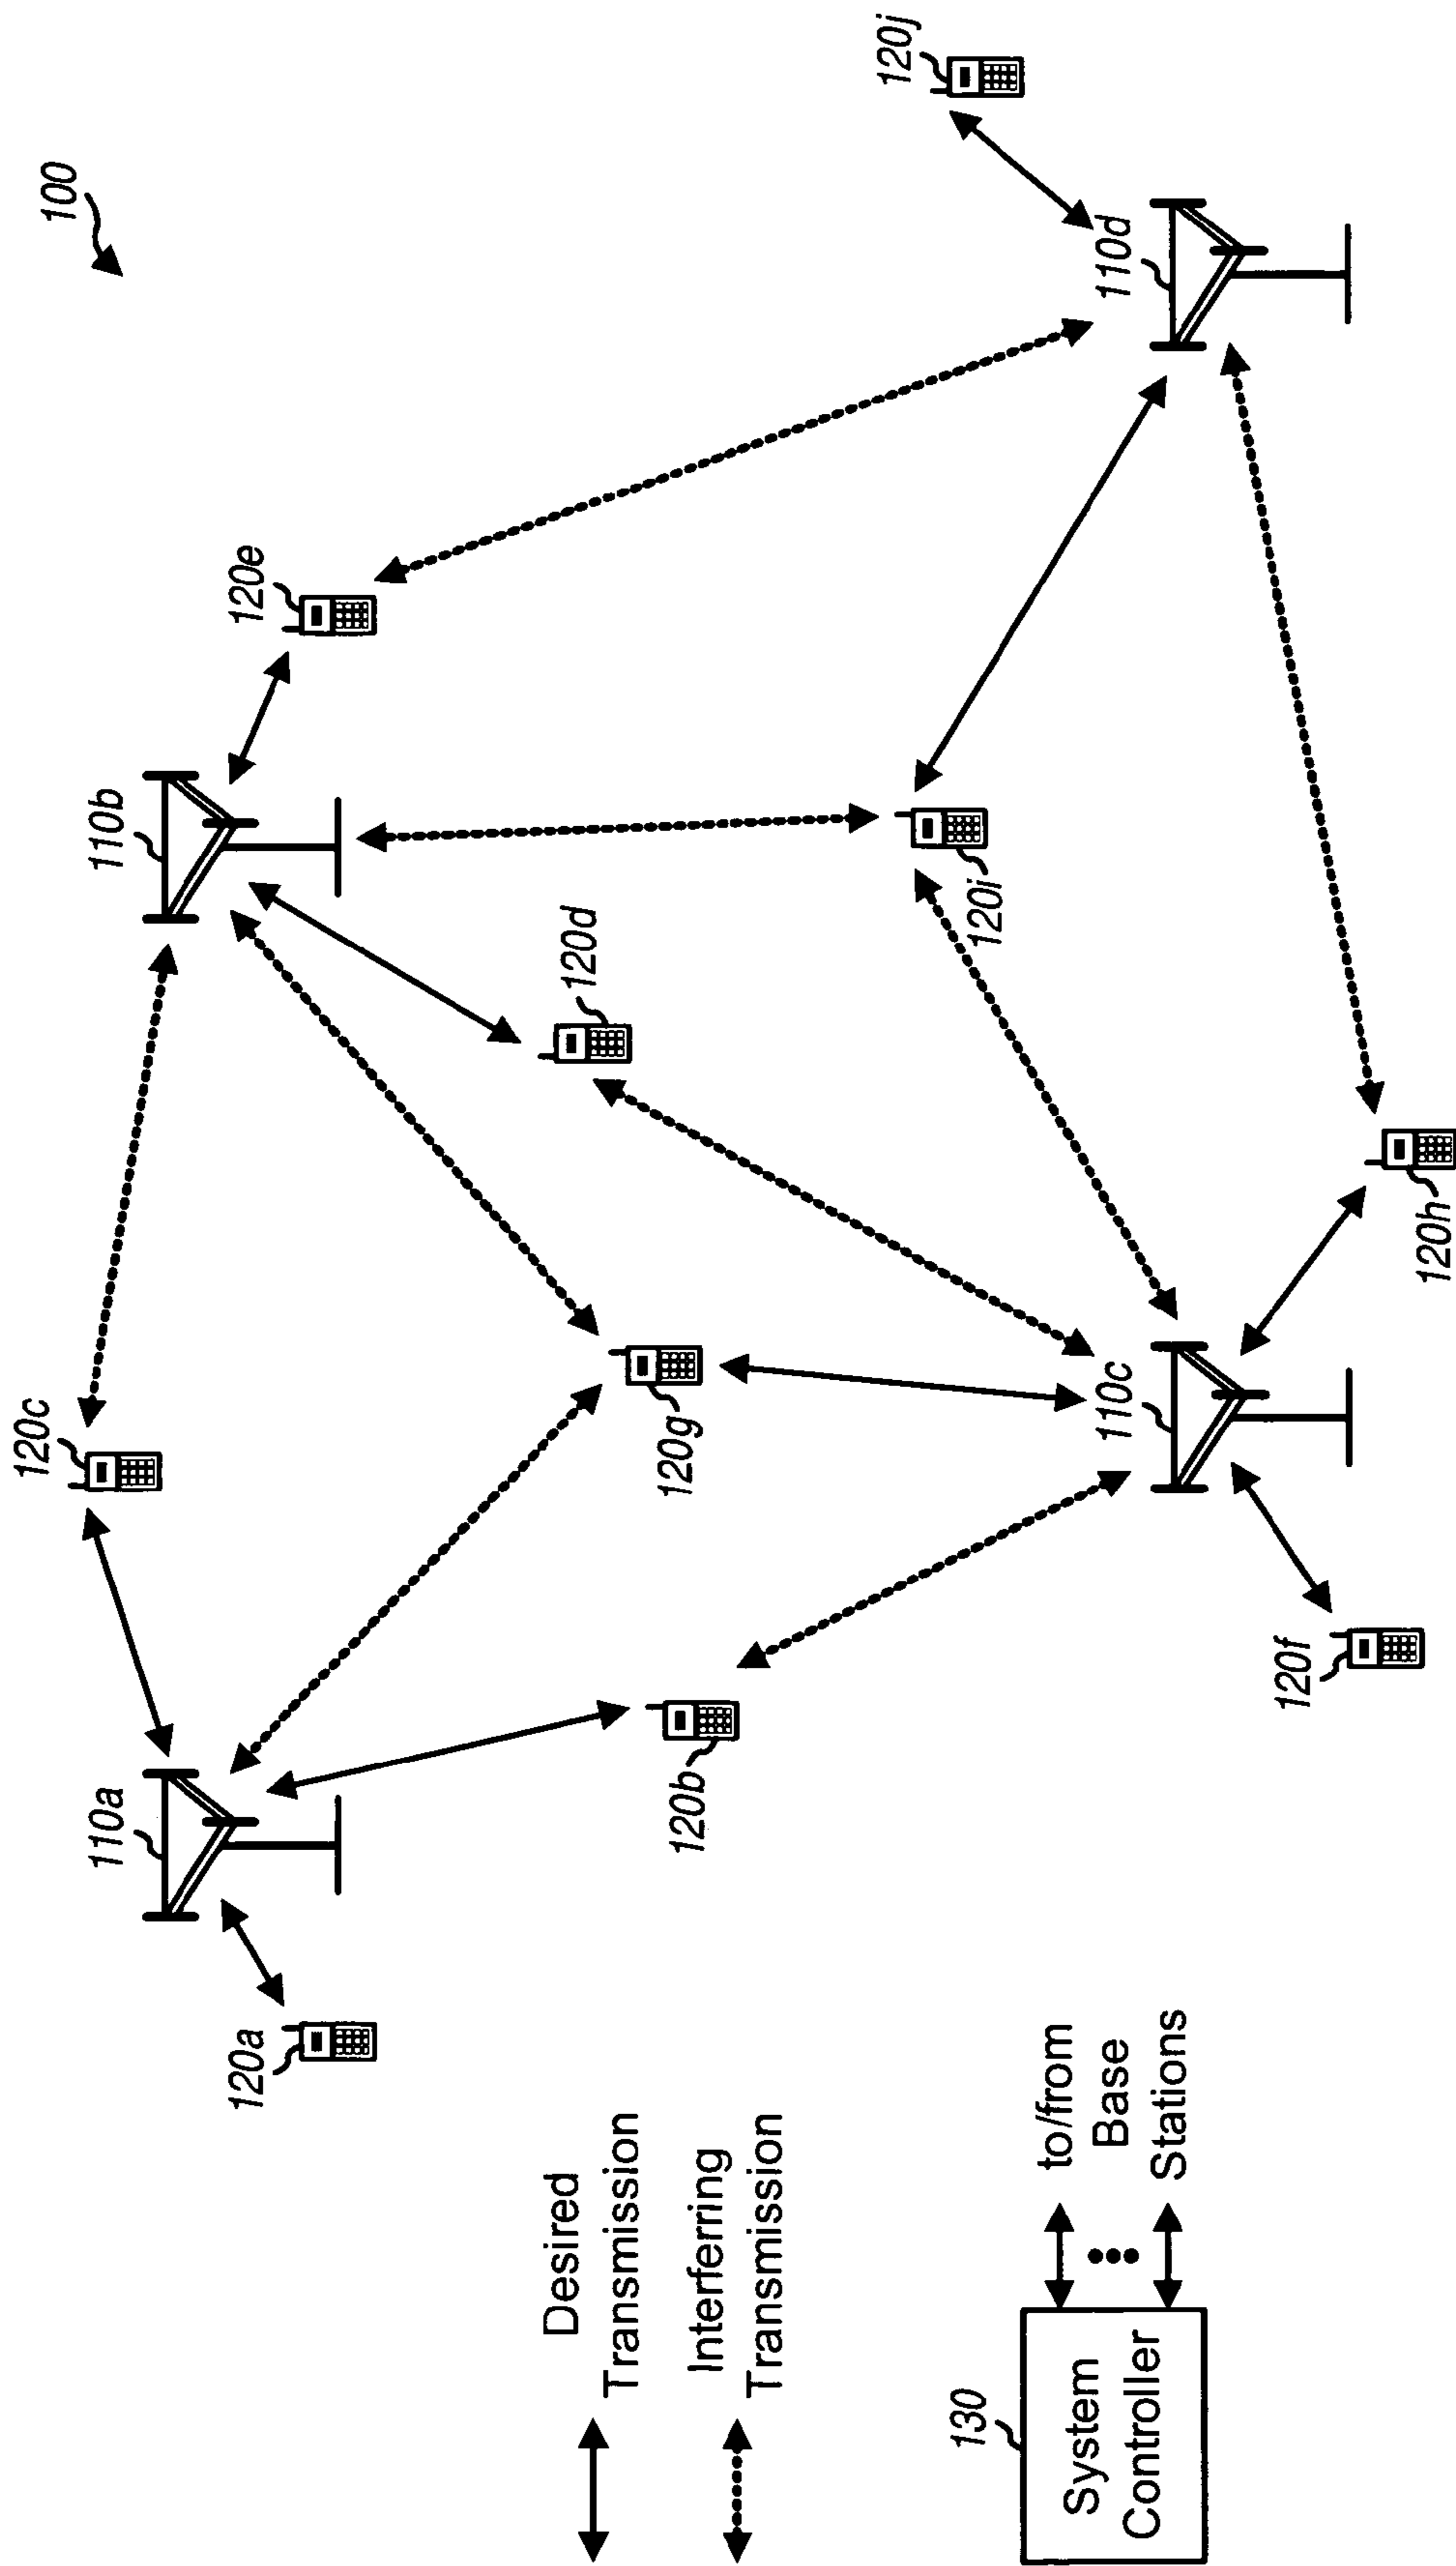 100
120c
110a
110b
120e
120a
120j
120d
120g
120b
120i
110c
110d
120f
120h
Desired
Transmission
Interferring
Transmission
130
System
Controller
to/from
Base
Stations